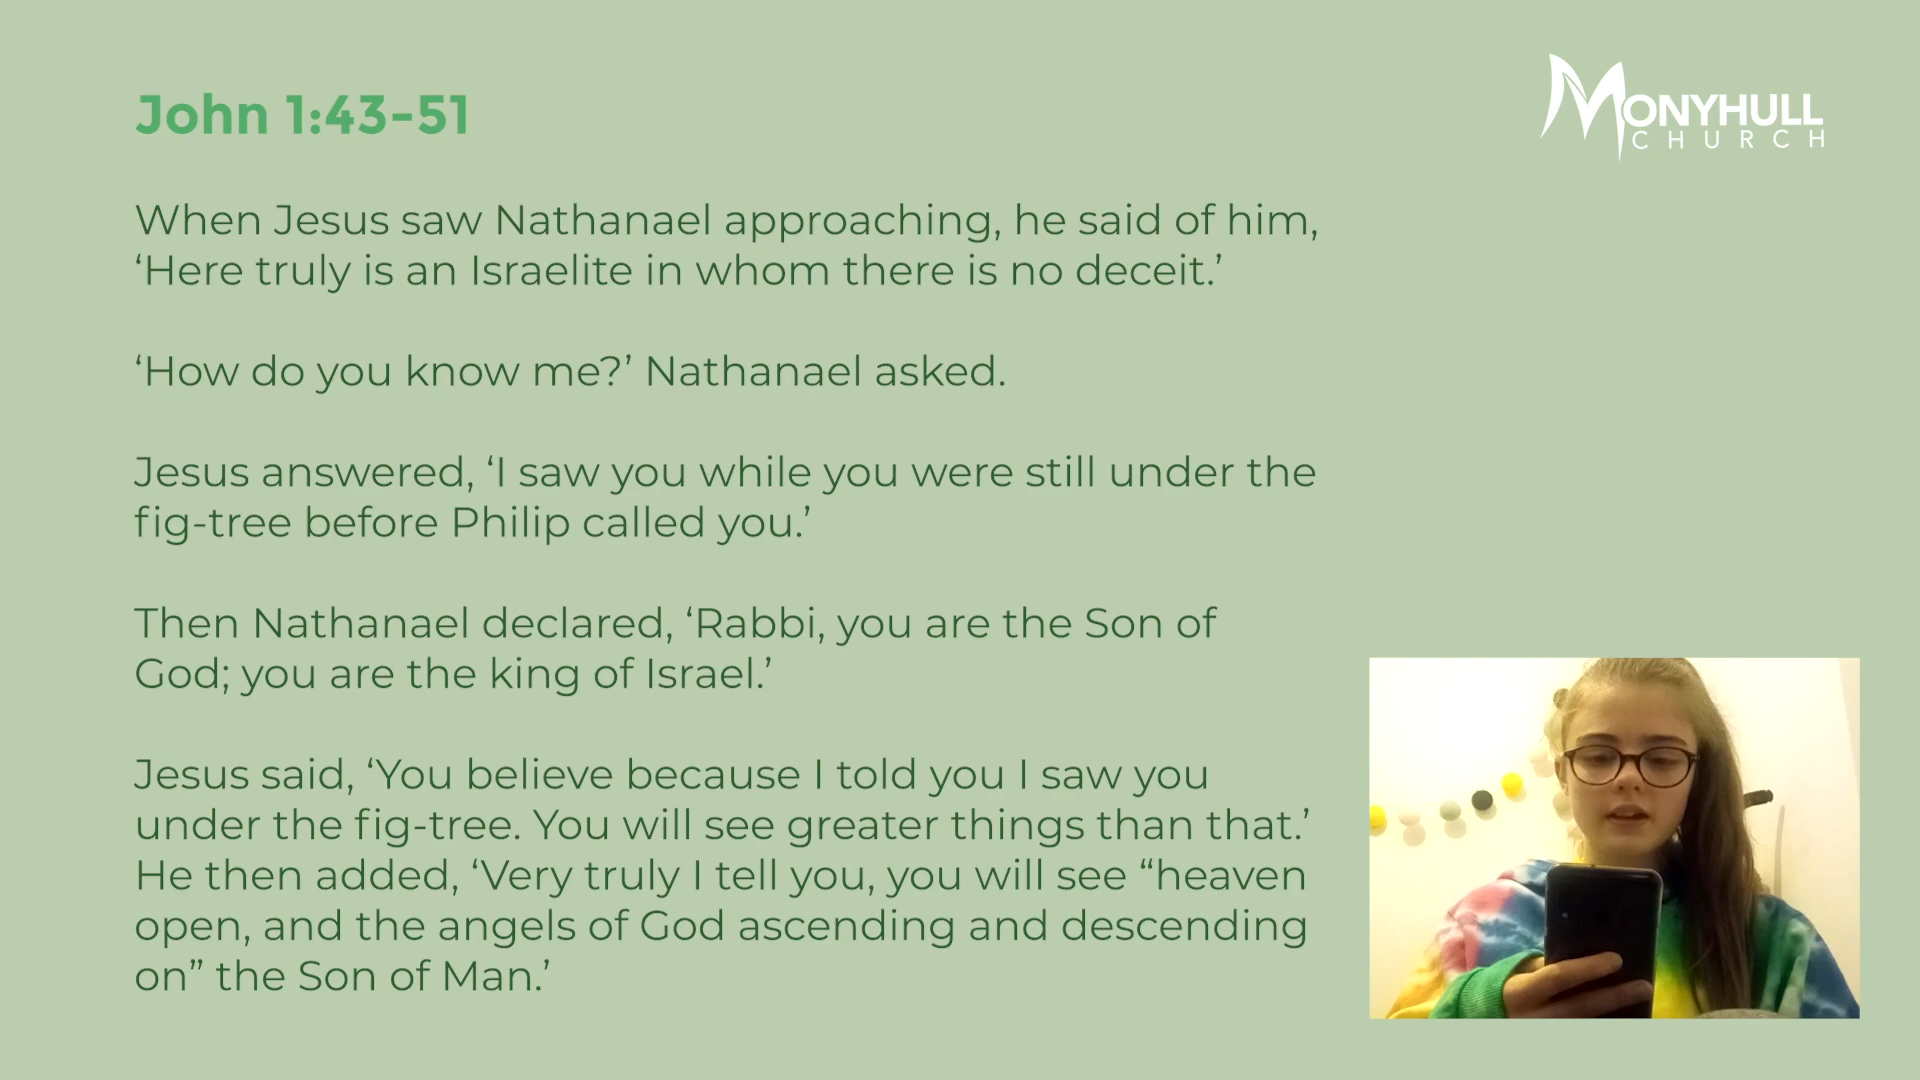 John 1:43-51
MONYHULL
CHURCH
When Jesus saw Nathanael approaching, he said of him,
‘Here truly is an Israelite in whom there is no deceit.’
‘How do you know me?’ Nathanael asked.
Jesus answered, ‘I saw you while you were still under the
fig-tree before Philip called you.’
Then Nathanael declared, ‘Rabbi, you are the Son of
God; you are the king of Israel.’
Jesus said, ‘You believe because I told you I saw you
under the fig-tree. You will see greater things than that.’
He then added, ‘Very truly I tell you, you will see “heaven
open, and the angels of God ascending and descending
on” the Son of Man.’